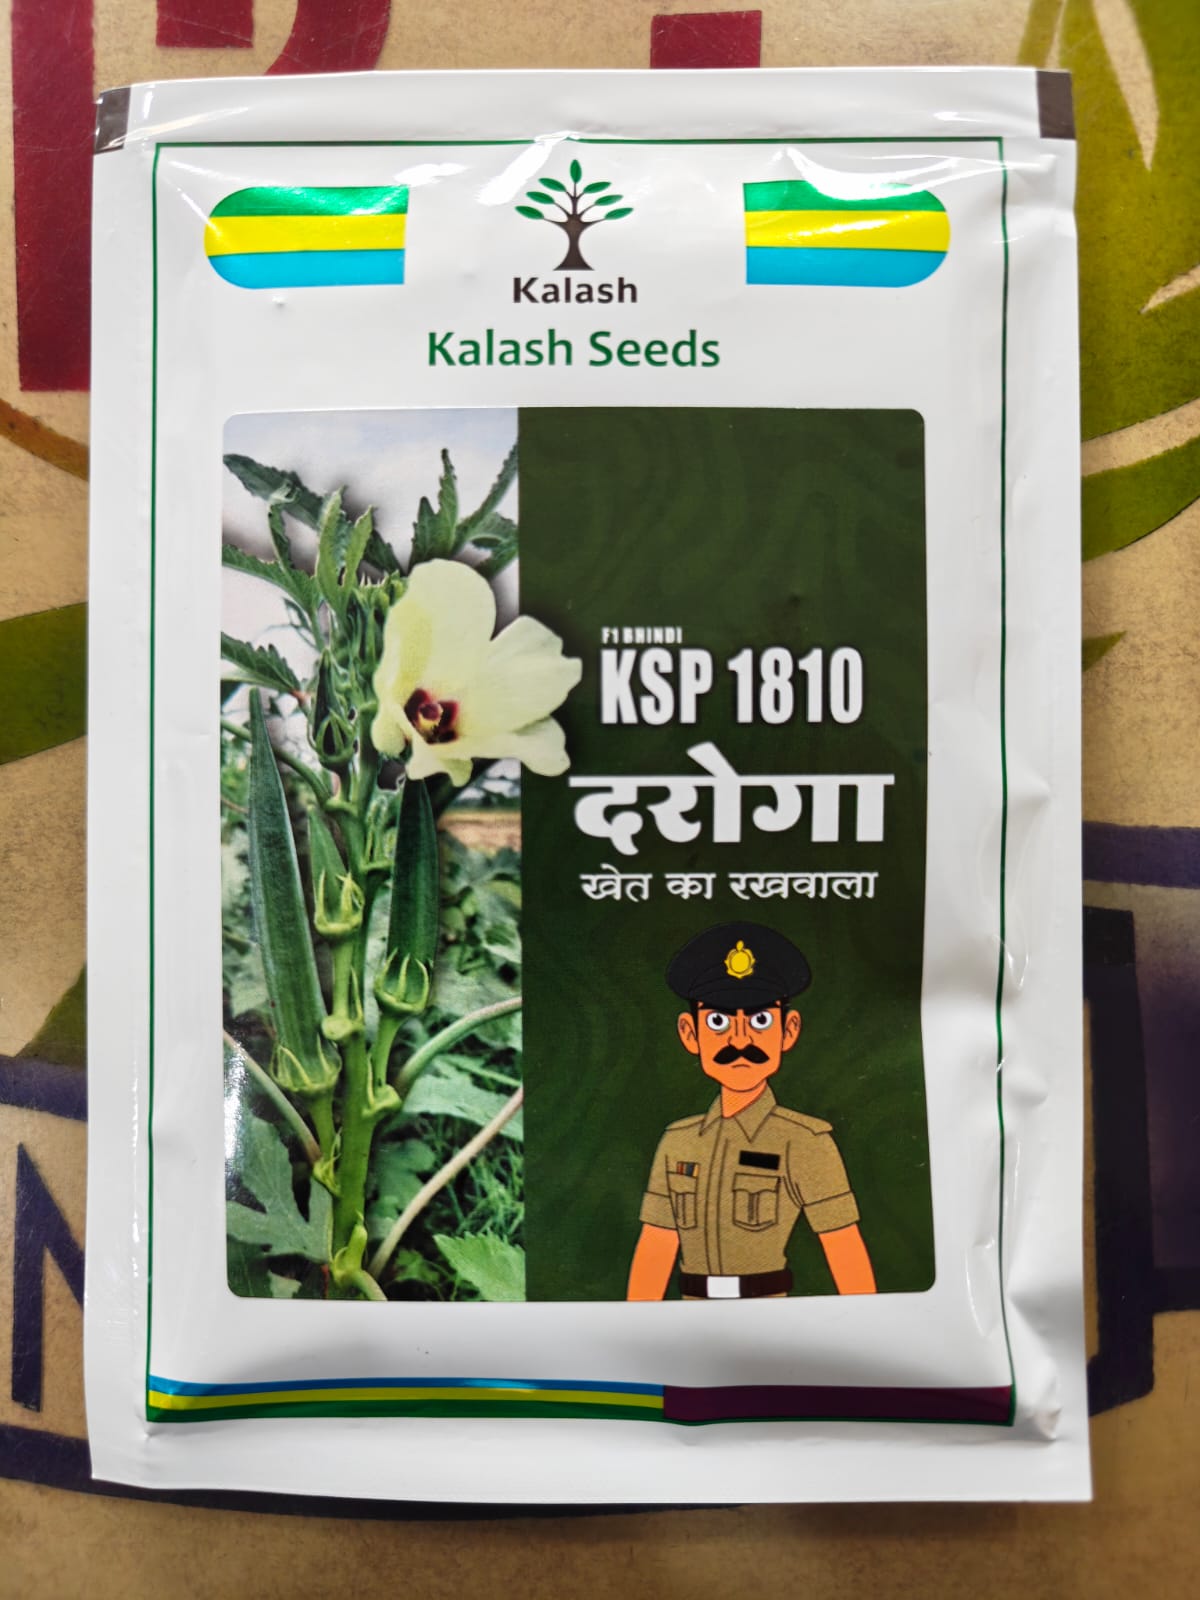 Kalash
Kalash Seeds
F1 BHINDI
KSP 1810
दरोगा
खेत का रखवाला